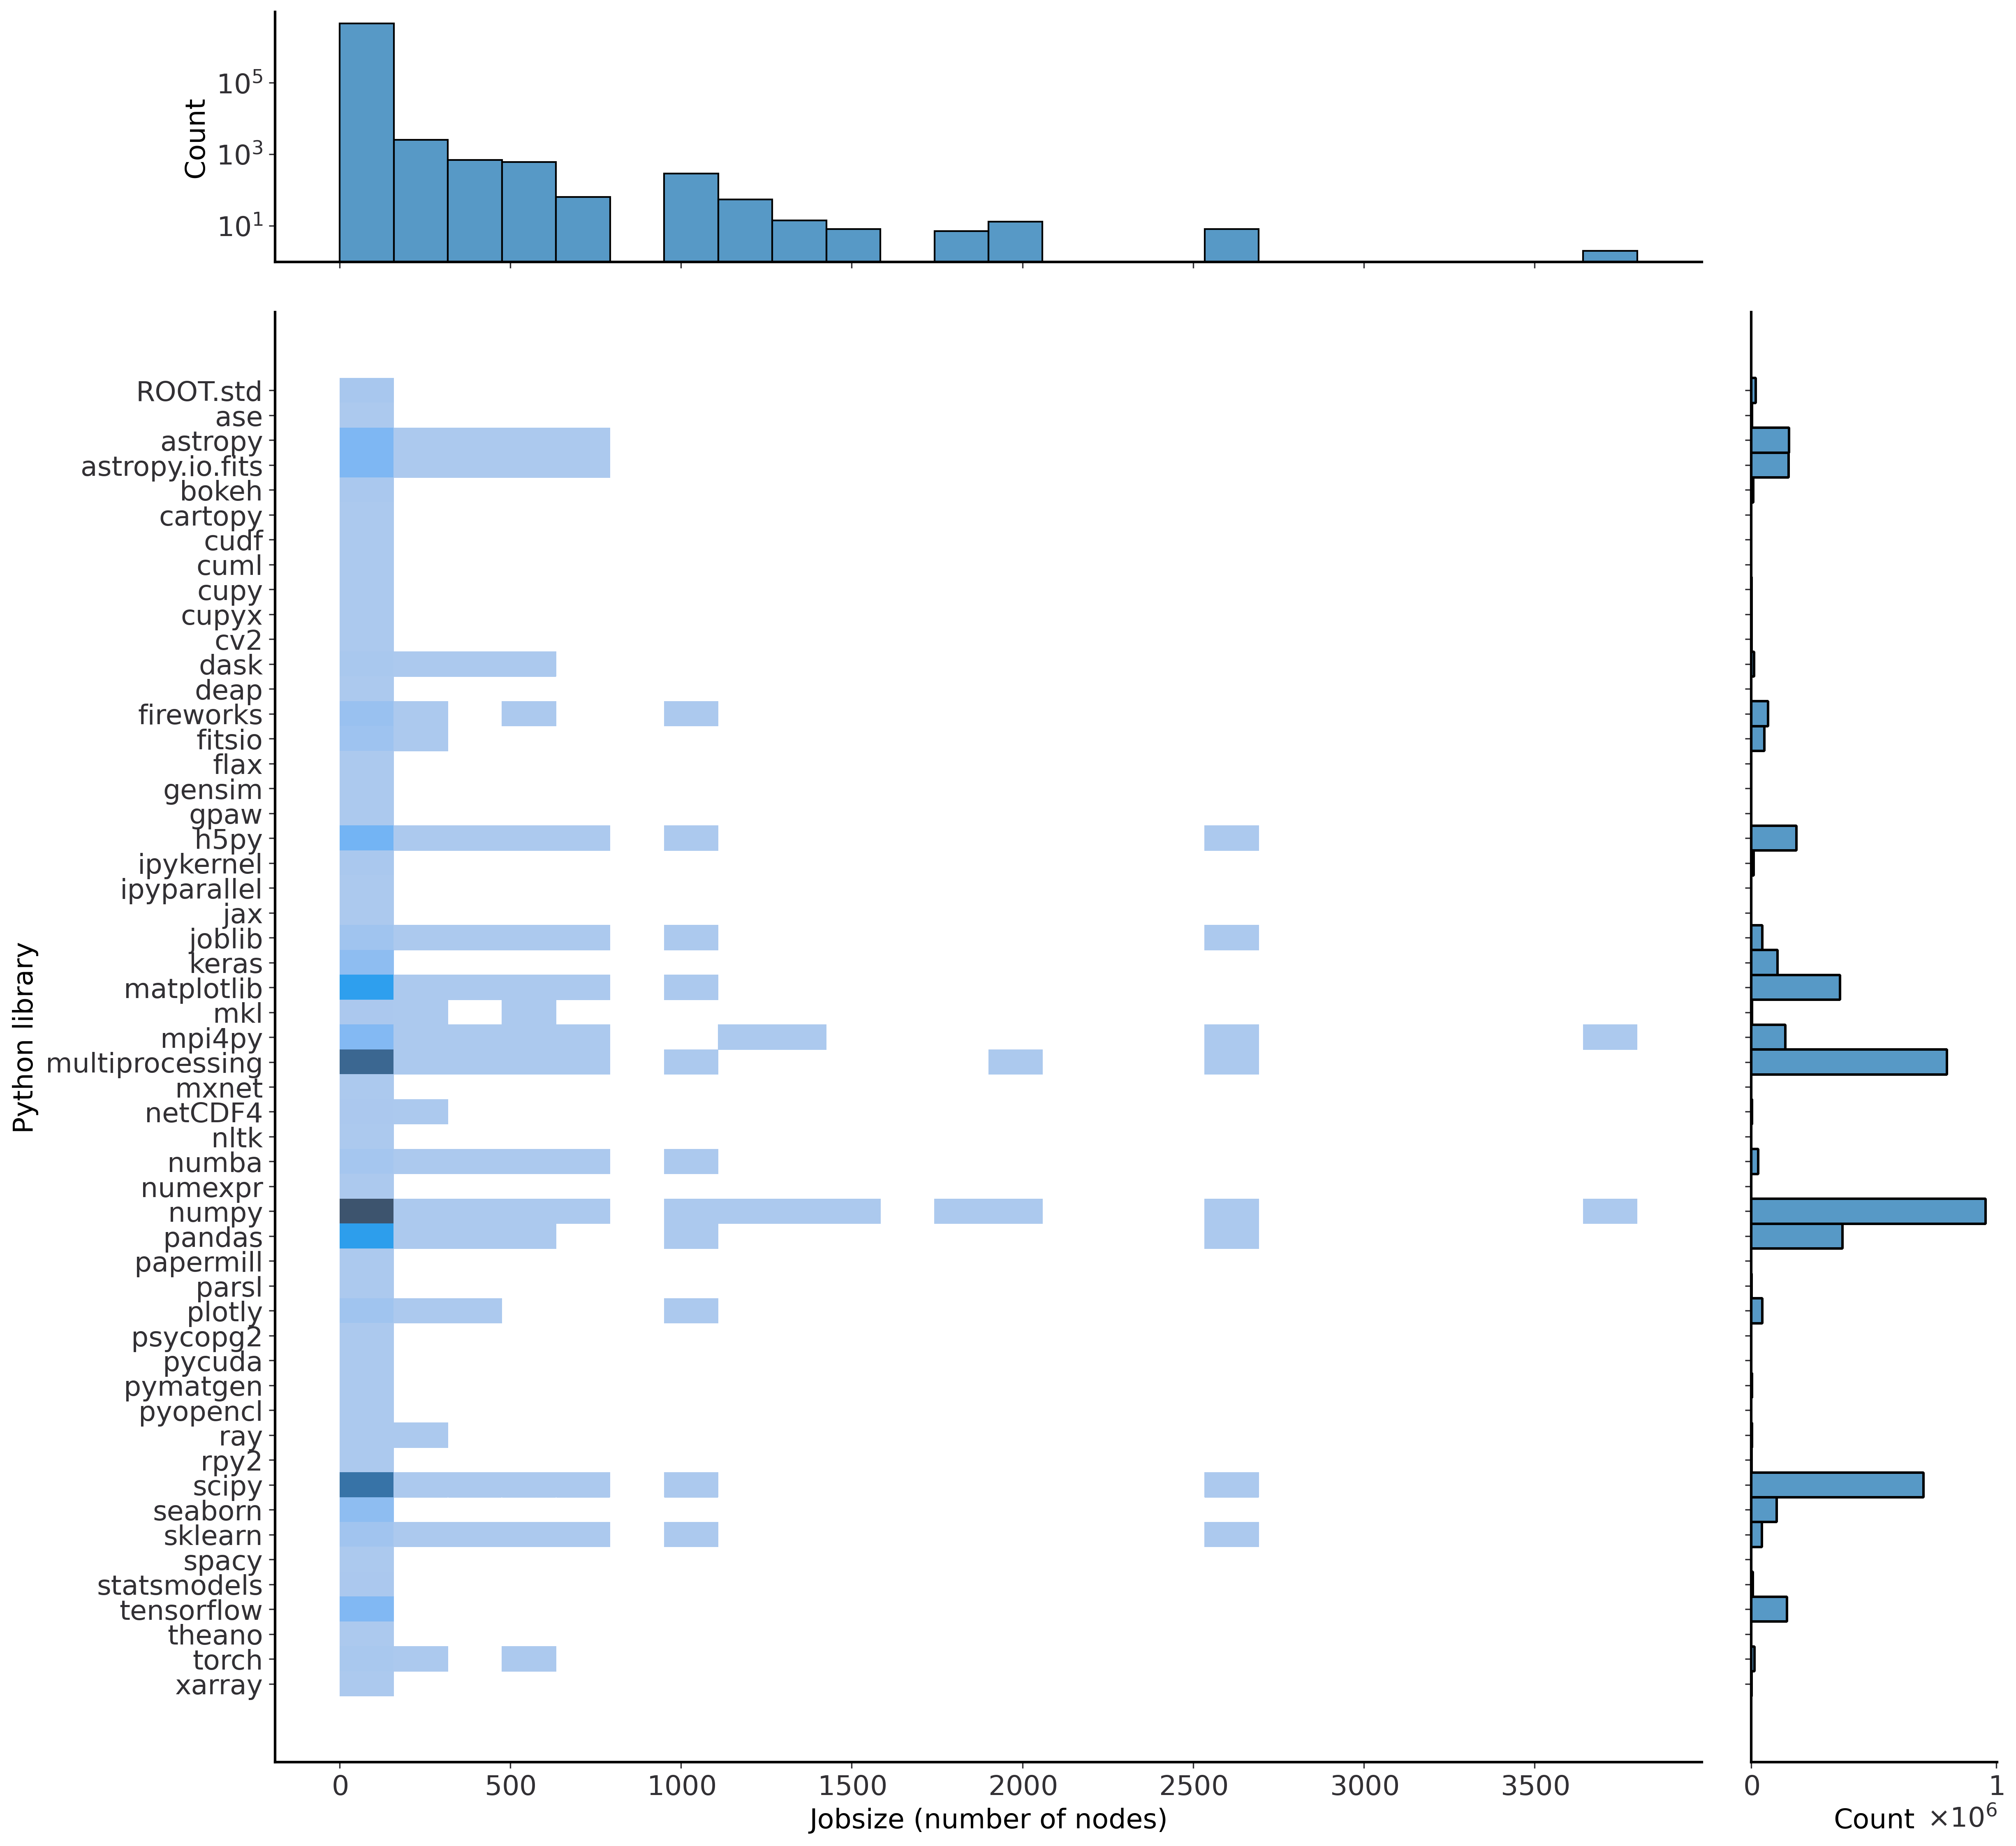 10^5
10^3
10^1
Count
ROOT.std
ase
astropy
astropy.io.fits
bokeh
cartopy
cudf
cuml
cupy
cupyx
cv2
dask
deap
fireworks
fitsio
flax
gensim
gpaw
h5py
ipykernel
ipyparallel
jax
joblib
keras
matplotlib
mkl
mpi4py
multiprocessing
mxnet
netCDF4
nltk
numba
numexpr
numpy
pandas
papermill
parsl
plotly
psycopg2
pycuda
pymatgen
pyopencl
ray
rpy2
scipy
seaborn
sklearn
spacy
statsmodels
tensorflow
theano
torch
xarray
Python library
0 500 1000 1500 2000 2500 3000 3500
Jobsize (number of nodes)
0 1
Count ×10^6